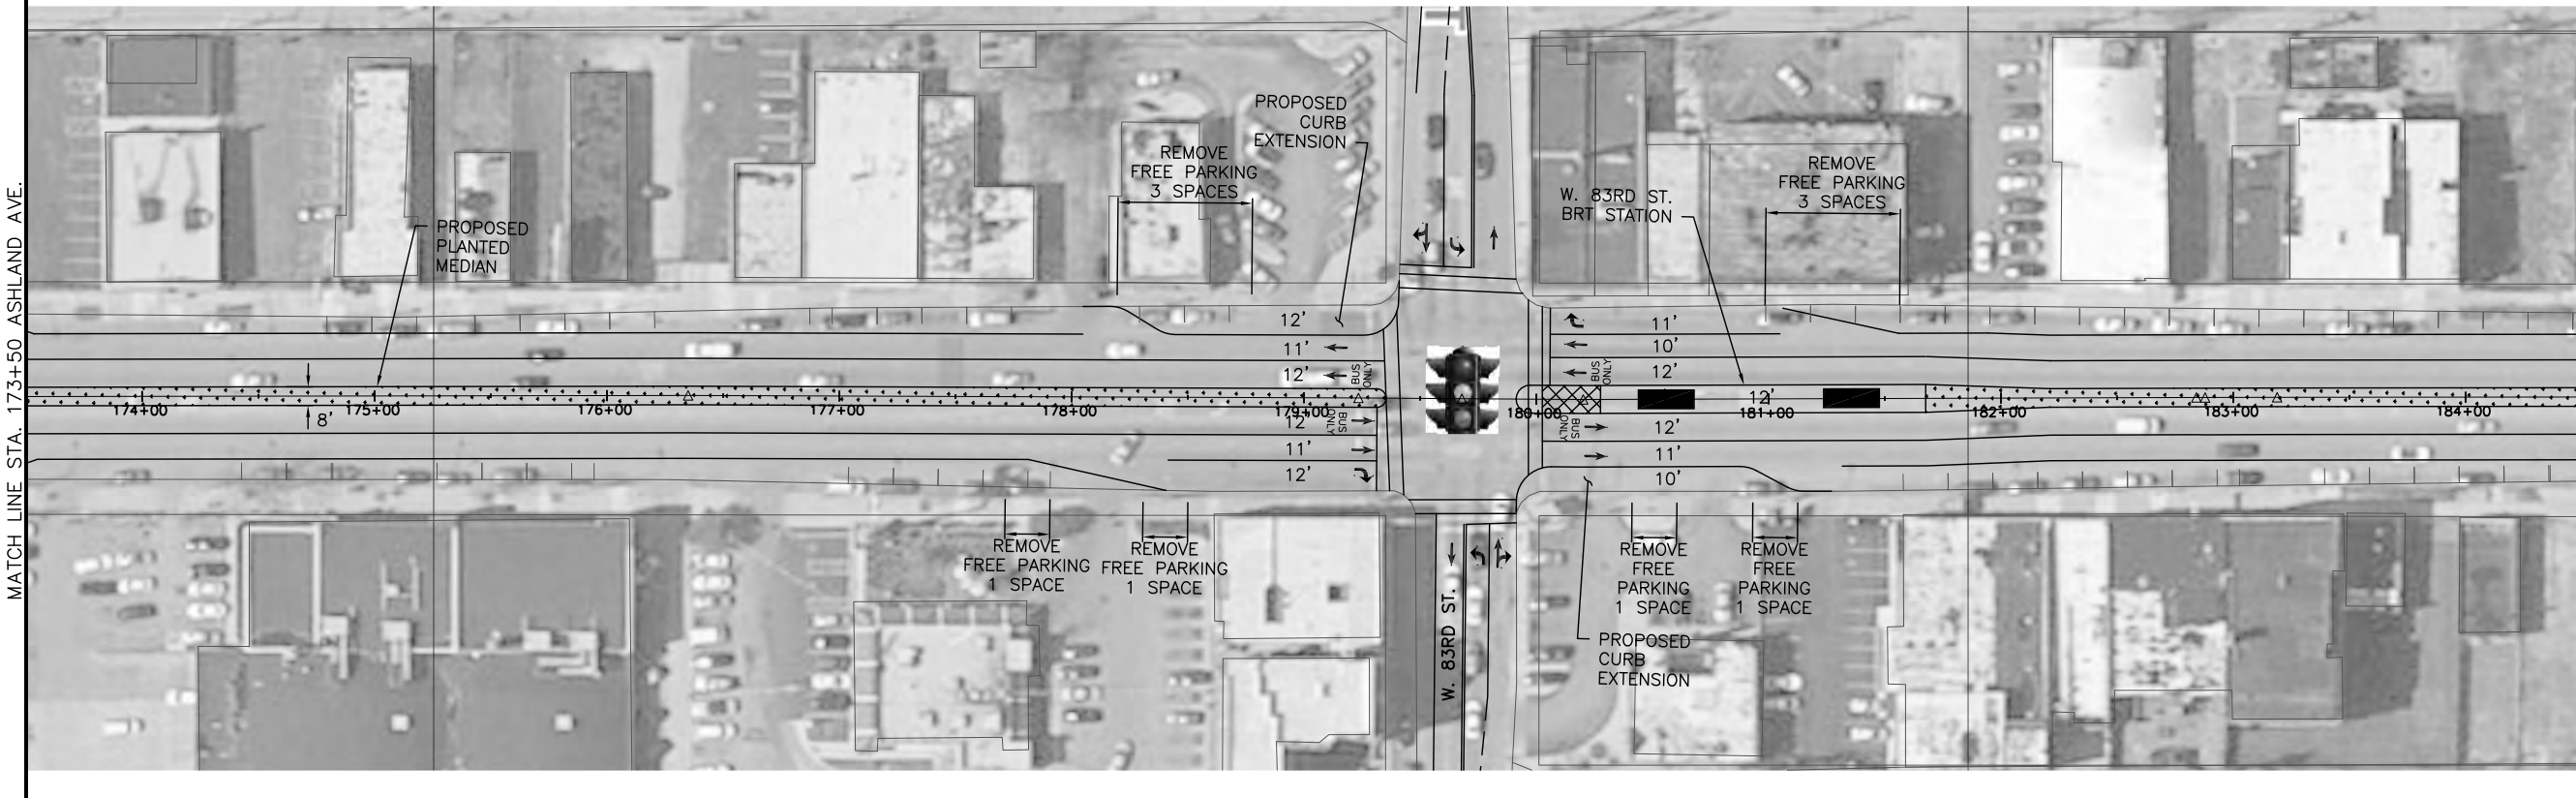 MATCH LINE STA. 173+50 ASHLAND AVE.
PROPOSED
PLANTED
MEDIAN
REMOVE
FREE PARKING
3 SPACES
PROPOSED
CURB
EXTENSION
W. 83RD ST.
BRT STATION
REMOVE
FREE PARKING
3 SPACES
12'
11'
12'
BUS
ONLY
11'
10'
12'
BUS
ONLY
174+00
175+00
176+00
177+00
178+00
179+00
180+00
12'
181+00
182+00
183+00
184+00
8'
12'
BUS
ONLY
11'
12'
12'
BUS
ONLY
11'
10'
REMOVE
FREE PARKING
1 SPACE
REMOVE
FREE PARKING
1 SPACE
W. 83RD ST.
REMOVE
FREE
PARKING
1 SPACE
REMOVE
FREE
PARKING
1 SPACE
PROPOSED
CURB
EXTENSION